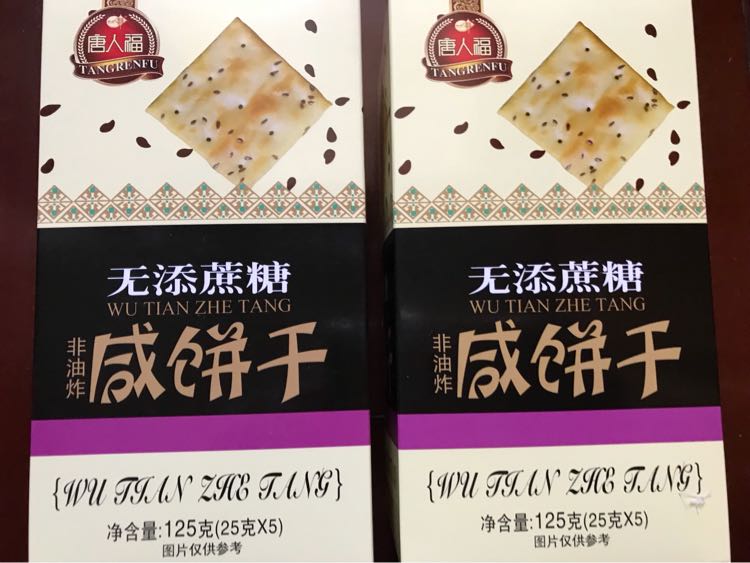 唐人福
TANGRENFU
无添蔗糖
WU TIAN ZHE TANG
非油炸
咸饼干
{WU TIAN ZHE TANG}
净含量:125克(25克X5)
图片仅供参考
唐人福
TANGRENFU
无添蔗糖
WU TIAN ZHE TANG
非油炸
咸饼干
{WU TIAN ZHE TANG}
净含量:125克(25克X5)
图片仅供参考